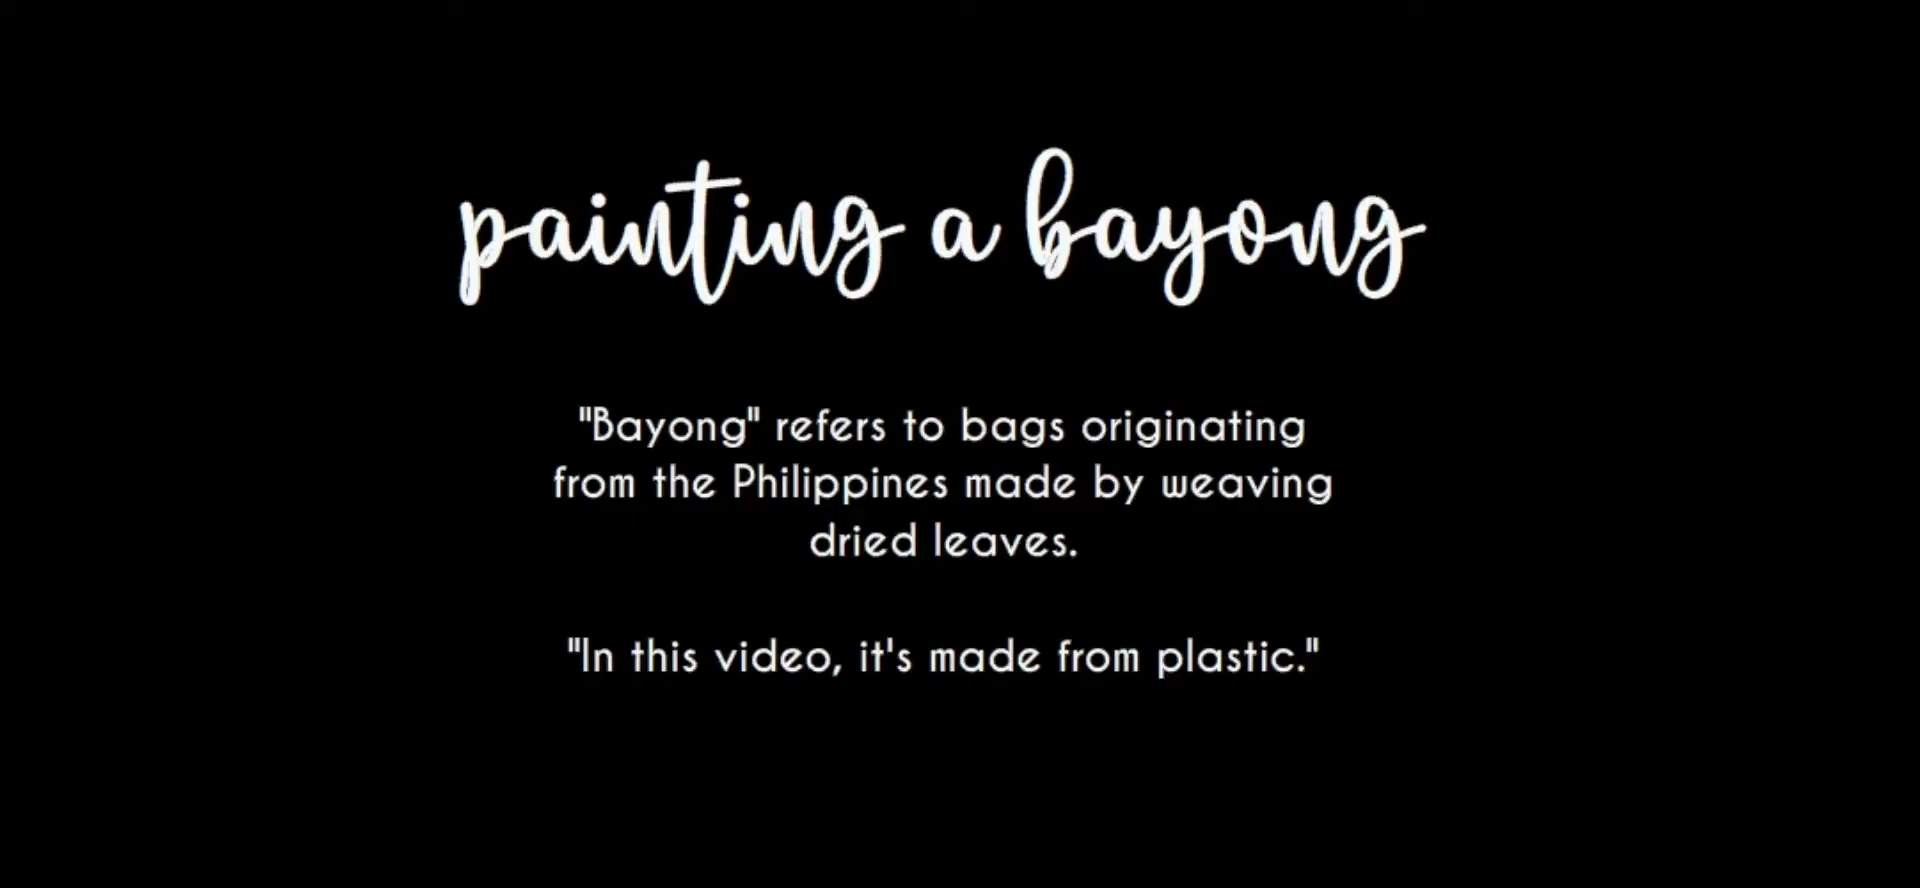 painting a bayong
"Bayong" refers to bags originating
from the Philippines made by weaving
dried leaves.
"In this video, it's made from plastic."